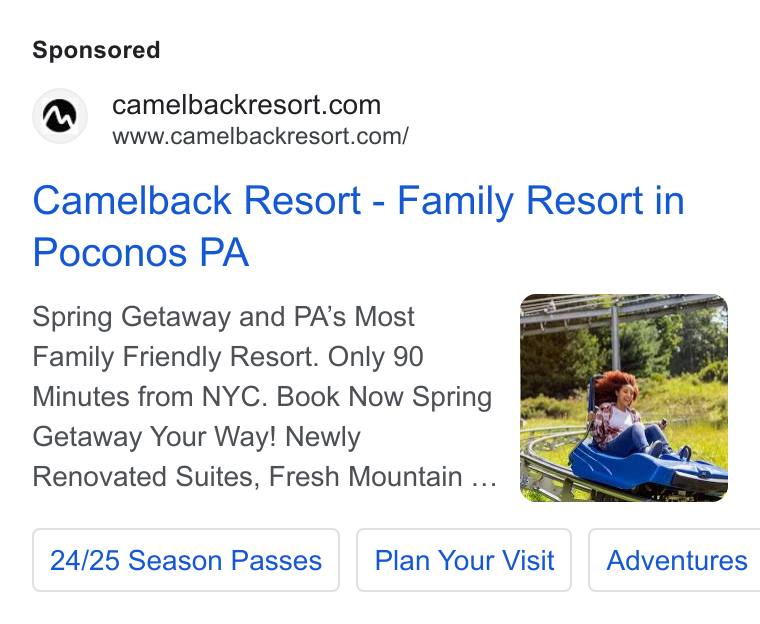 Sponsored
camelbackresort.com
www.camelbackresort.com/
Camelback Resort - Family Resort in
Poconos PA
Spring Getaway and PA’s Most
Family Friendly Resort. Only 90
Minutes from NYC. Book Now Spring
Getaway Your Way! Newly
Renovated Suites, Fresh Mountain ...
24/25 Season Passes
Plan Your Visit
Adventures